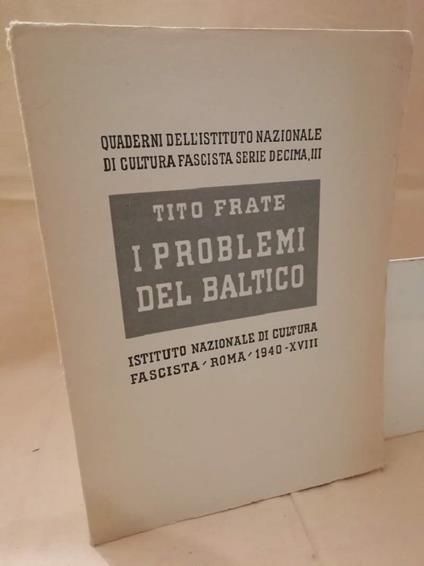 QUADERNI DELL'ISTITUTO NAZIONALE
DI CULTURA FASCISTA SERIE DECIMA, III
TITO FRATE
I PROBLEMI
DEL BALTICO
ISTITUTO NAZIONALE DI CULTURA
FASCISTA - ROMA - 1940 - XVIII